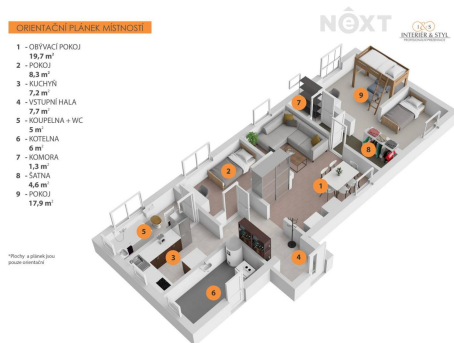 ORIENTAČNÍ PLÁNEK MÍSTNOSTÍ
1 - OBÝVACÍ POKOJ
19,7 m²
2 - POKOJ
8,3 m²
3 - KUCHYŇ
7,2 m²
4 - VSTUPNÍ HALA
7,7 m²
5 - KOUPELNA + WC
5 m²
6 - KOTELNA
6 m²
7 - KOMORA
1,3 m²
8 - ŠATNA
4,6 m²
9 - POKOJ
17,9 m²
*Plochy a plánek jsou
pouze orientační
NEXT
1 5
INTERIÉR & STYL
1
2
3
4
5
6
7
8
9